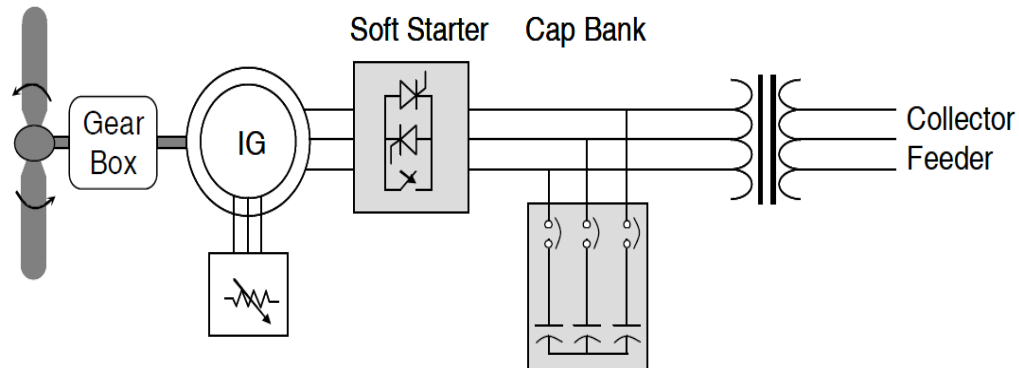 Soft Starter
Cap Bank
Gear
Box
IG
Collector
Feeder